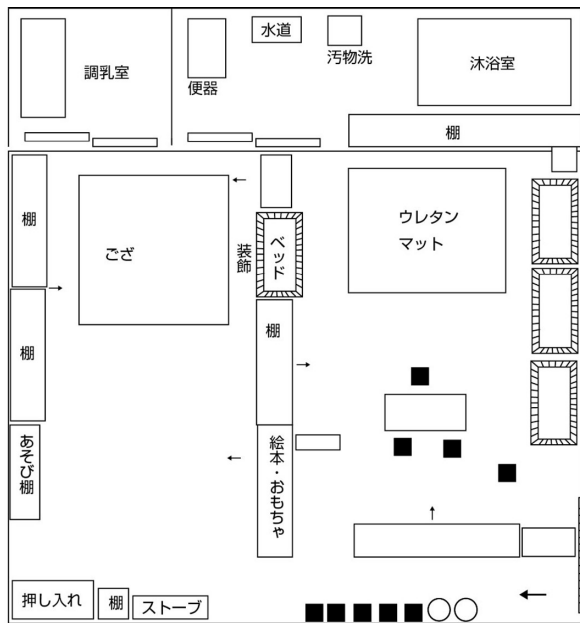 水道
調乳室
便器
汚物洗
沐浴室
棚
棚
ござ
装飾
ベッド
ウレタン
マット
棚
棚
あそび棚
絵本・おもちゃ
押し入れ
棚
ストーブ